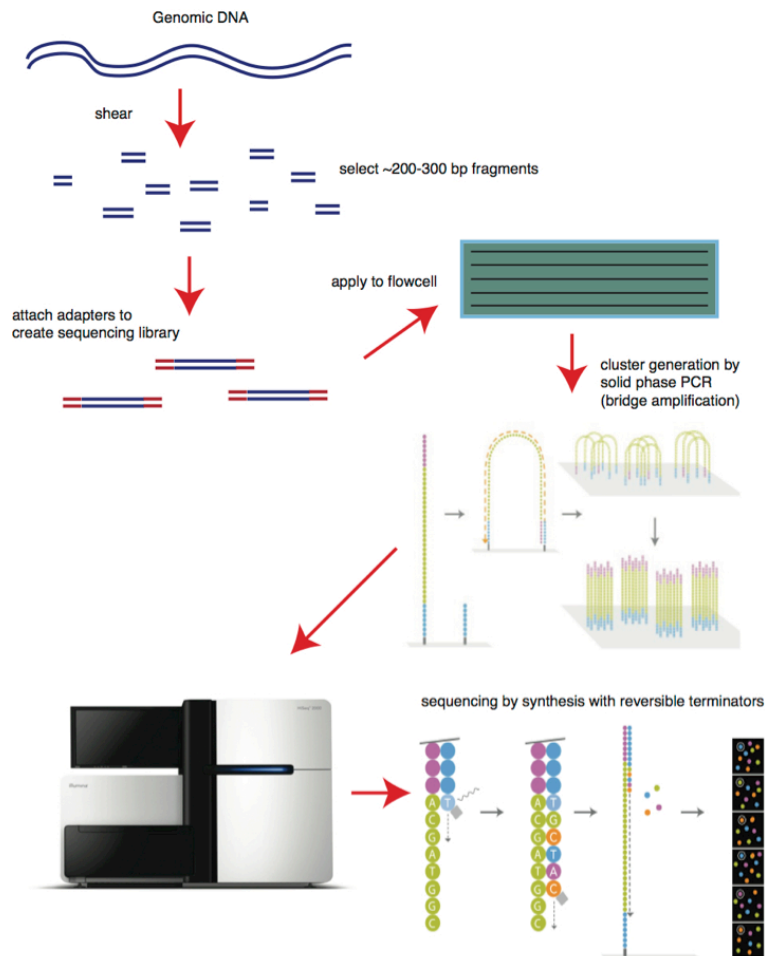 Genomic DNA
shear
select ~200-300 bp fragments
apply to flowcell
attach adapters to
create sequencing library
cluster generation by
solid phase PCR
(bridge amplification)
sequencing by synthesis with reversible terminators
illumina
A T
C
G
A
T
G
G
C
A T
C G
G C
A T
T A
G C
G
C